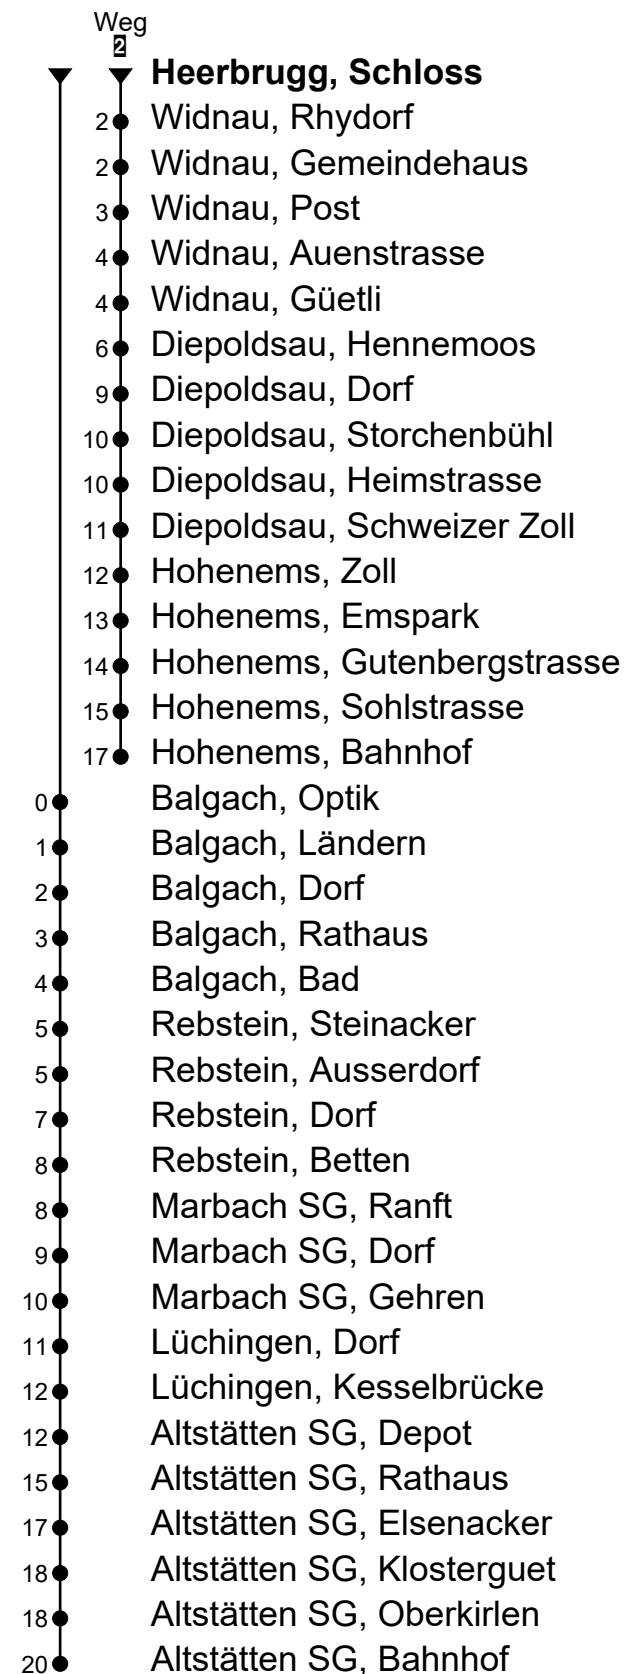 Weg
2
Heerbrugg, Schloss
2 Widnau, Rhydorf
2 Widnau, Gemeindehaus
3 Widnau, Post
4 Widnau, Auenstrasse
4 Widnau, Güetli
6 Diepoldsau, Hennemoos
9 Diepoldsau, Dorf
10 Diepoldsau, Storchenbühl
10 Diepoldsau, Heimstrasse
11 Diepoldsau, Schweizer Zoll
12 Hohenems, Zoll
13 Hohenems, Emspark
14 Hohenems, Gutenbergstrasse
15 Hohenems, Sohlstrasse
17 Hohenems, Bahnhof
0 Balgach, Optik
1 Balgach, Ländern
2 Balgach, Dorf
3 Balgach, Rathaus
4 Balgach, Bad
5 Rebstein, Steinacker
5 Rebstein, Ausserdorf
7 Rebstein, Dorf
8 Rebstein, Betten
8 Marbach SG, Ranft
9 Marbach SG, Dorf
10 Marbach SG, Gehren
11 Lüchingen, Dorf
12 Lüchingen, Kesselbrücke
12 Altstätten SG, Depot
15 Altstätten SG, Rathaus
17 Altstätten SG, Elsenacker
18 Altstätten SG, Klosterguet
18 Altstätten SG, Oberkirlen
20 Altstätten SG, Bahnhof